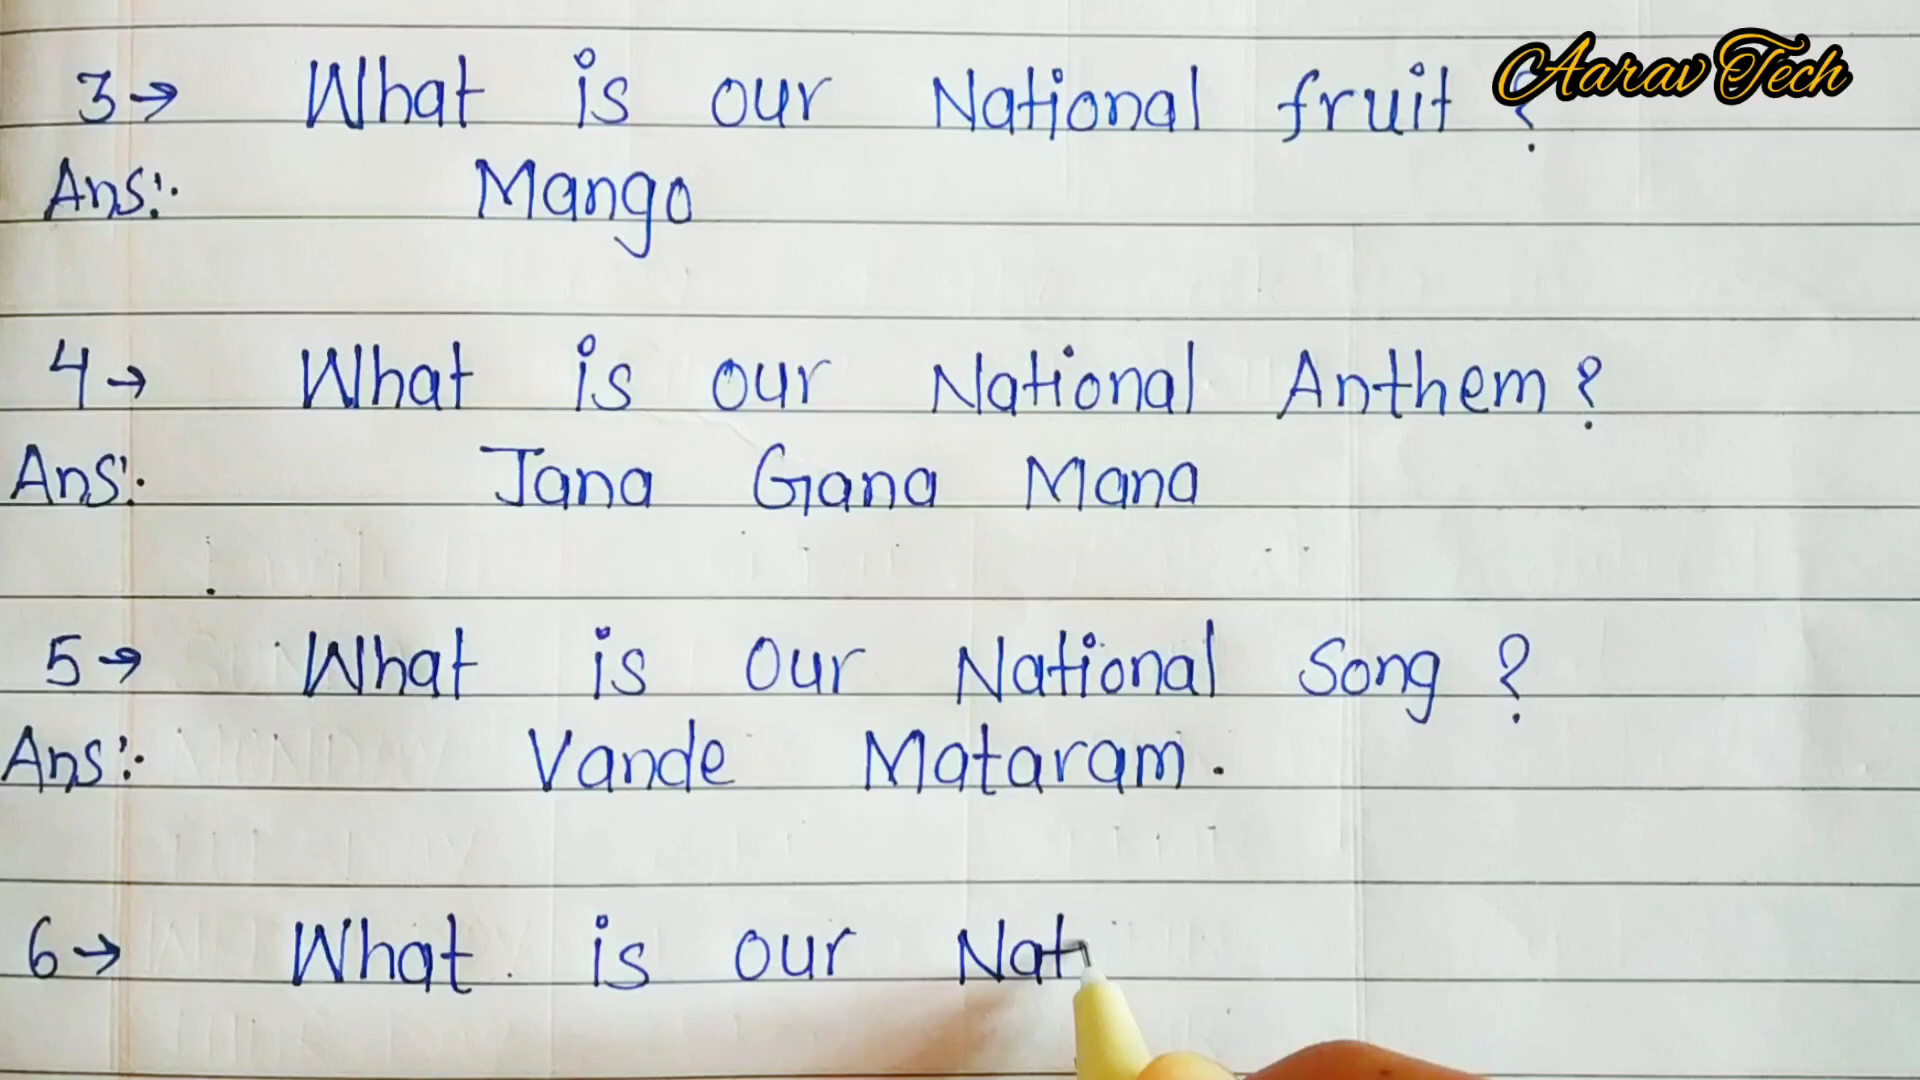 Aarav Tech
3→ What is our National fruit ?
Ans:- Mango
4→ What is our National Anthem ?
Ans:- Jana Gana Mana
5→ What is our National Song ?
Ans:- Vande Mataram.
6→ What is our Nat